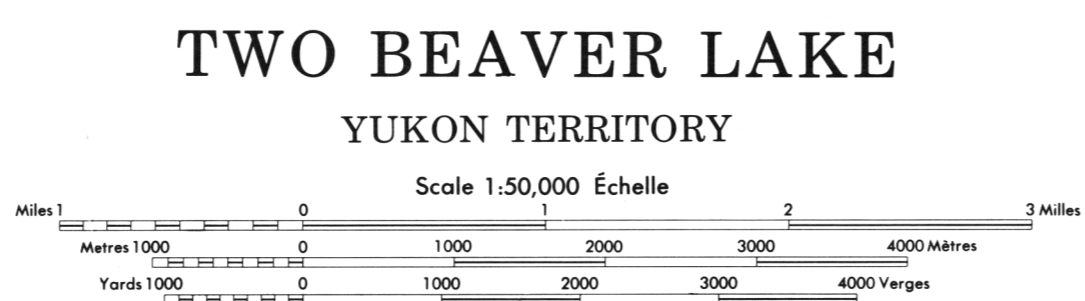 TWO BEAVER LAKE
YUKON TERRITORY
Scale 1:50,000 Échelle
Miles 1 0 1 2 3 Milles
Metres 1000 0 1000 2000 3000 4000 Mètres
Yards 1000 0 1000 2000 3000 4000 Verges